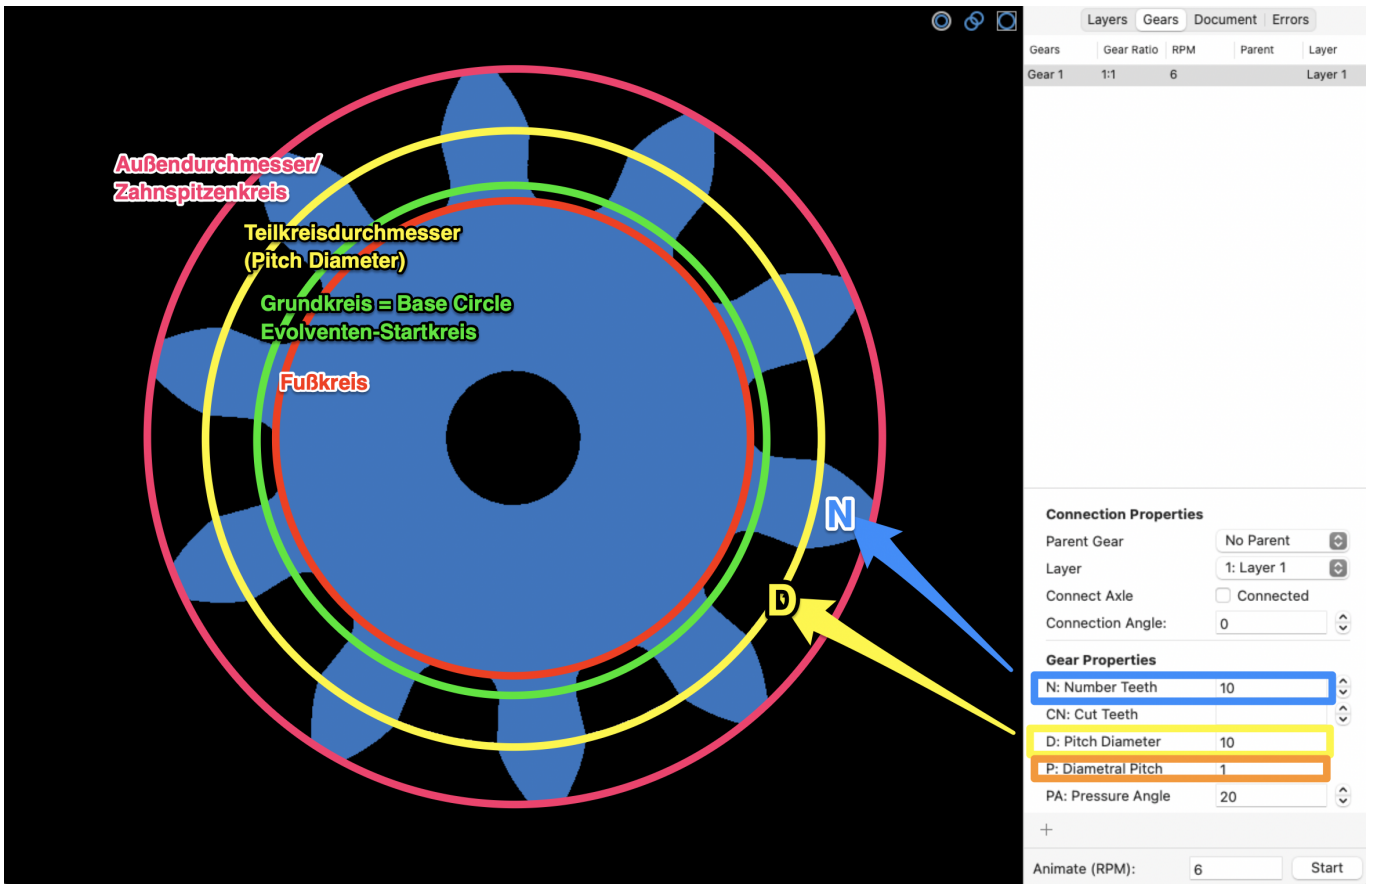 Layers Gears Document Errors
Gears Gear Ratio RPM Parent Layer
Gear 1 1:1 6 Layer 1
Außendurchmesser/
Zahnspitzenkreis
Teilkreisdurchmesser
(Pitch Diameter)
Grundkreis = Base Circle
Evolventen-Startkreis
Fußkreis
N
D
Connection Properties
Parent Gear No Parent
Layer 1: Layer 1
Connect Axle Connected
Connection Angle: 0
Gear Properties
N: Number Teeth 10
CN: Cut Teeth
D: Pitch Diameter 10
P: Diametral Pitch 1
PA: Pressure Angle 20
+
Animate (RPM): 6 Start